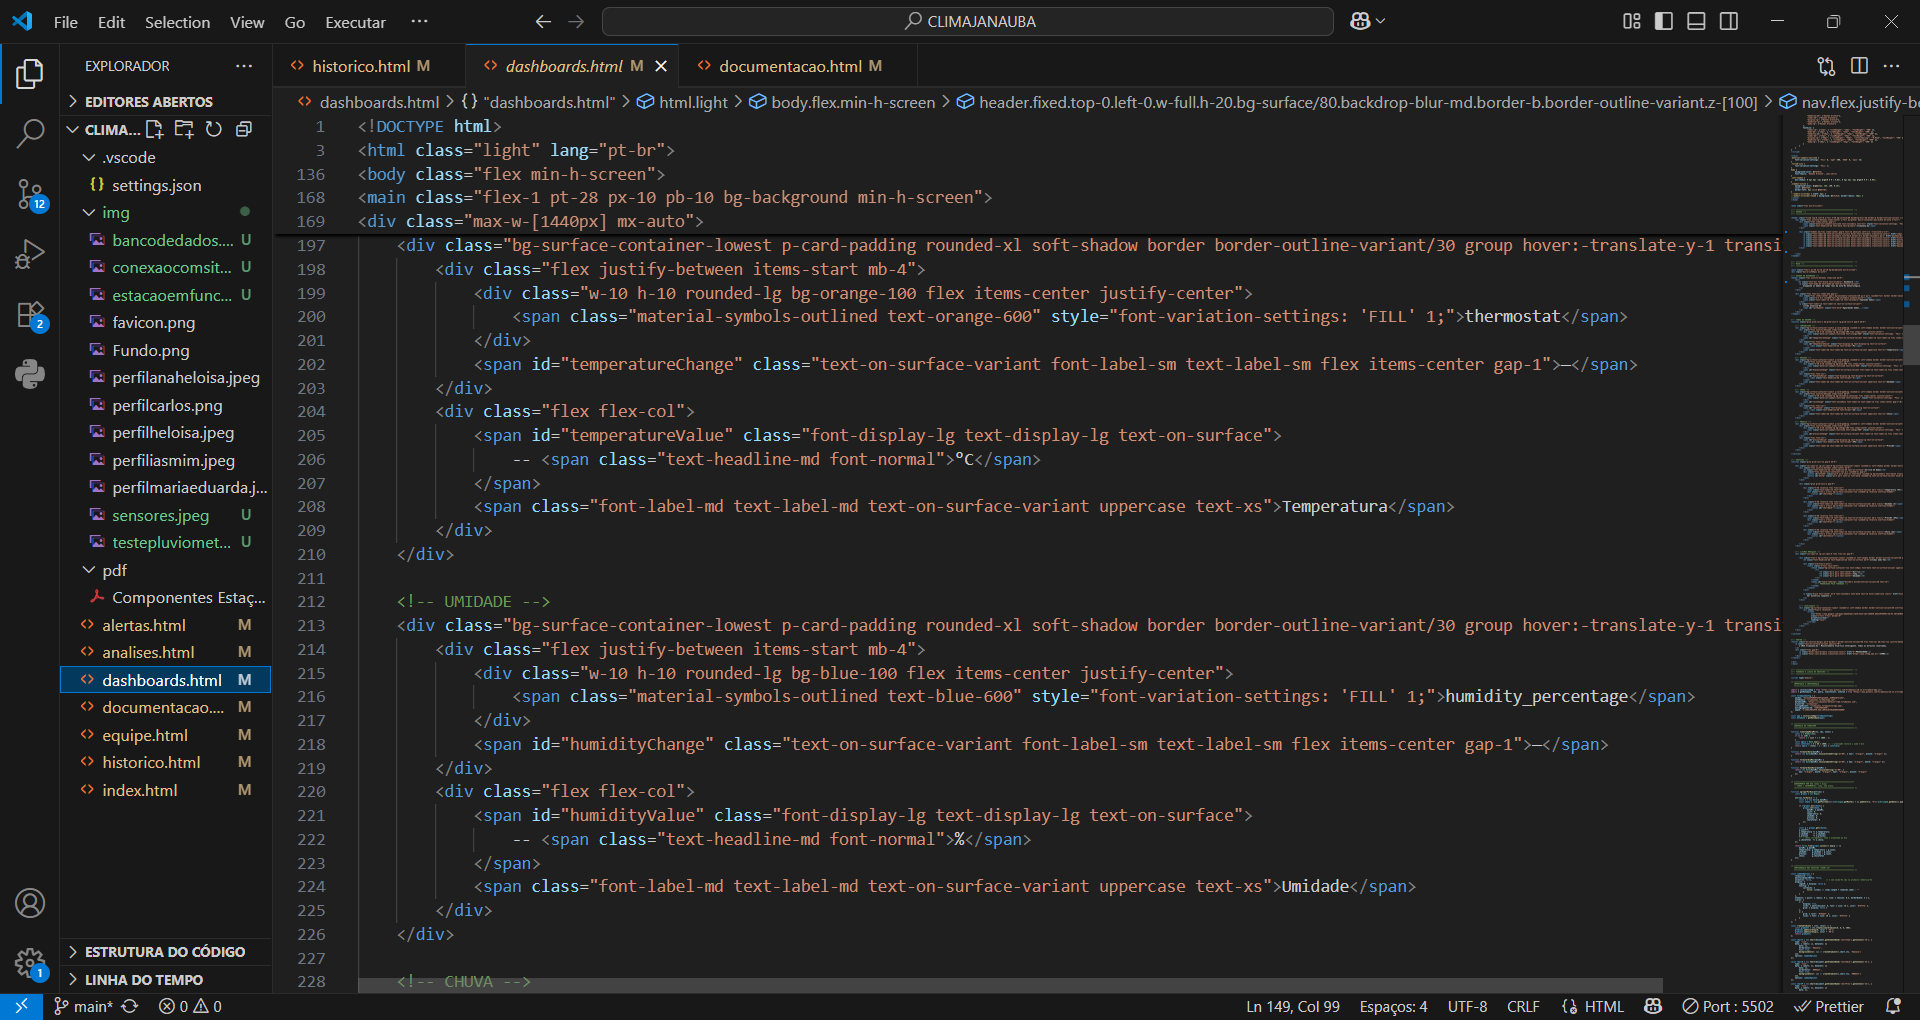 File Edit Selection View Go Executar ··· CLIMAJANAUBA
EXPLORADOR ···
EDITORES ABERTOS
CLIMA...
.vscode
{} settings.json
img
bancodedados.... U
conexaocomsit... U
estacaoemfunc... U
favicon.png
Fundo.png
perfilanaheloisa.jpeg
perfilcarlos.png
perfilheloisa.jpeg
perfiliasmim.jpeg
perfilmariaeduarda.j...
sensores.jpeg U
testepluviomet... U
pdf
Componentes Estaç...
<> alertas.html M
<> analises.html M
<> dashboards.html M
<> documentacao.... M
<> equipe.html M
<> historico.html M
<> index.html M
ESTRUTURA DO CÓDIGO
LINHA DO TEMPO
12
2
1
<> historico.html M <> dashboards.html M <> documentacao.html M ···
<> dashboards.html > {} "dashboards.html" > html.light > body.flex.min-h-screen > header.fixed.top-0.left-0.w-full.h-20.bg-surface/80.backdrop-blur-md.border-b.border-outline-variant.z-[100] > nav.flex.justify-be
1 <!DOCTYPE html>
3 <html class="light" lang="pt-br">
136 <body class="flex min-h-screen">
168 <main class="flex-1 pt-28 px-10 pb-10 bg-background min-h-screen">
169 <div class="max-w-[1440px] mx-auto">
197 <div class="bg-surface-container-lowest p-card-padding rounded-xl soft-shadow border border-outline-variant/30 group hover:-translate-y-1 transi
198 <div class="flex justify-between items-start mb-4">
199 <div class="w-10 h-10 rounded-lg bg-orange-100 flex items-center justify-center">
200 <span class="material-symbols-outlined text-orange-600" style="font-variation-settings: 'FILL' 1;">thermostat</span>
201 </div>
202 <span id="temperatureChange" class="text-on-surface-variant font-label-sm text-label-sm flex items-center gap-1">—</span>
203 </div>
204 <div class="flex flex-col">
205 <span id="temperatureValue" class="font-display-lg text-display-lg text-on-surface">
206 -- <span class="text-headline-md font-normal">°C</span>
207 </span>
208 <span class="font-label-md text-label-md text-on-surface-variant uppercase text-xs">Temperatura</span>
209 </div>
210 </div>
211
212 <!-- UMIDADE -->
213 <div class="bg-surface-container-lowest p-card-padding rounded-xl soft-shadow border border-outline-variant/30 group hover:-translate-y-1 transi
214 <div class="flex justify-between items-start mb-4">
215 <div class="w-10 h-10 rounded-lg bg-blue-100 flex items-center justify-center">
216 <span class="material-symbols-outlined text-blue-600" style="font-variation-settings: 'FILL' 1;">humidity_percentage</span>
217 </div>
218 <span id="humidityChange" class="text-on-surface-variant font-label-sm text-label-sm flex items-center gap-1">—</span>
219 </div>
220 <div class="flex flex-col">
221 <span id="humidityValue" class="font-display-lg text-display-lg text-on-surface">
222 -- <span class="text-headline-md font-normal">%</span>
223 </span>
224 <span class="font-label-md text-label-md text-on-surface-variant uppercase text-xs">Umidade</span>
225 </div>
226 </div>
227
228 <!-- CHUVA -->
main* 0 0 Ln 149, Col 99 Espaços: 4 UTF-8 CRLF {} HTML Port : 5502 Prettier